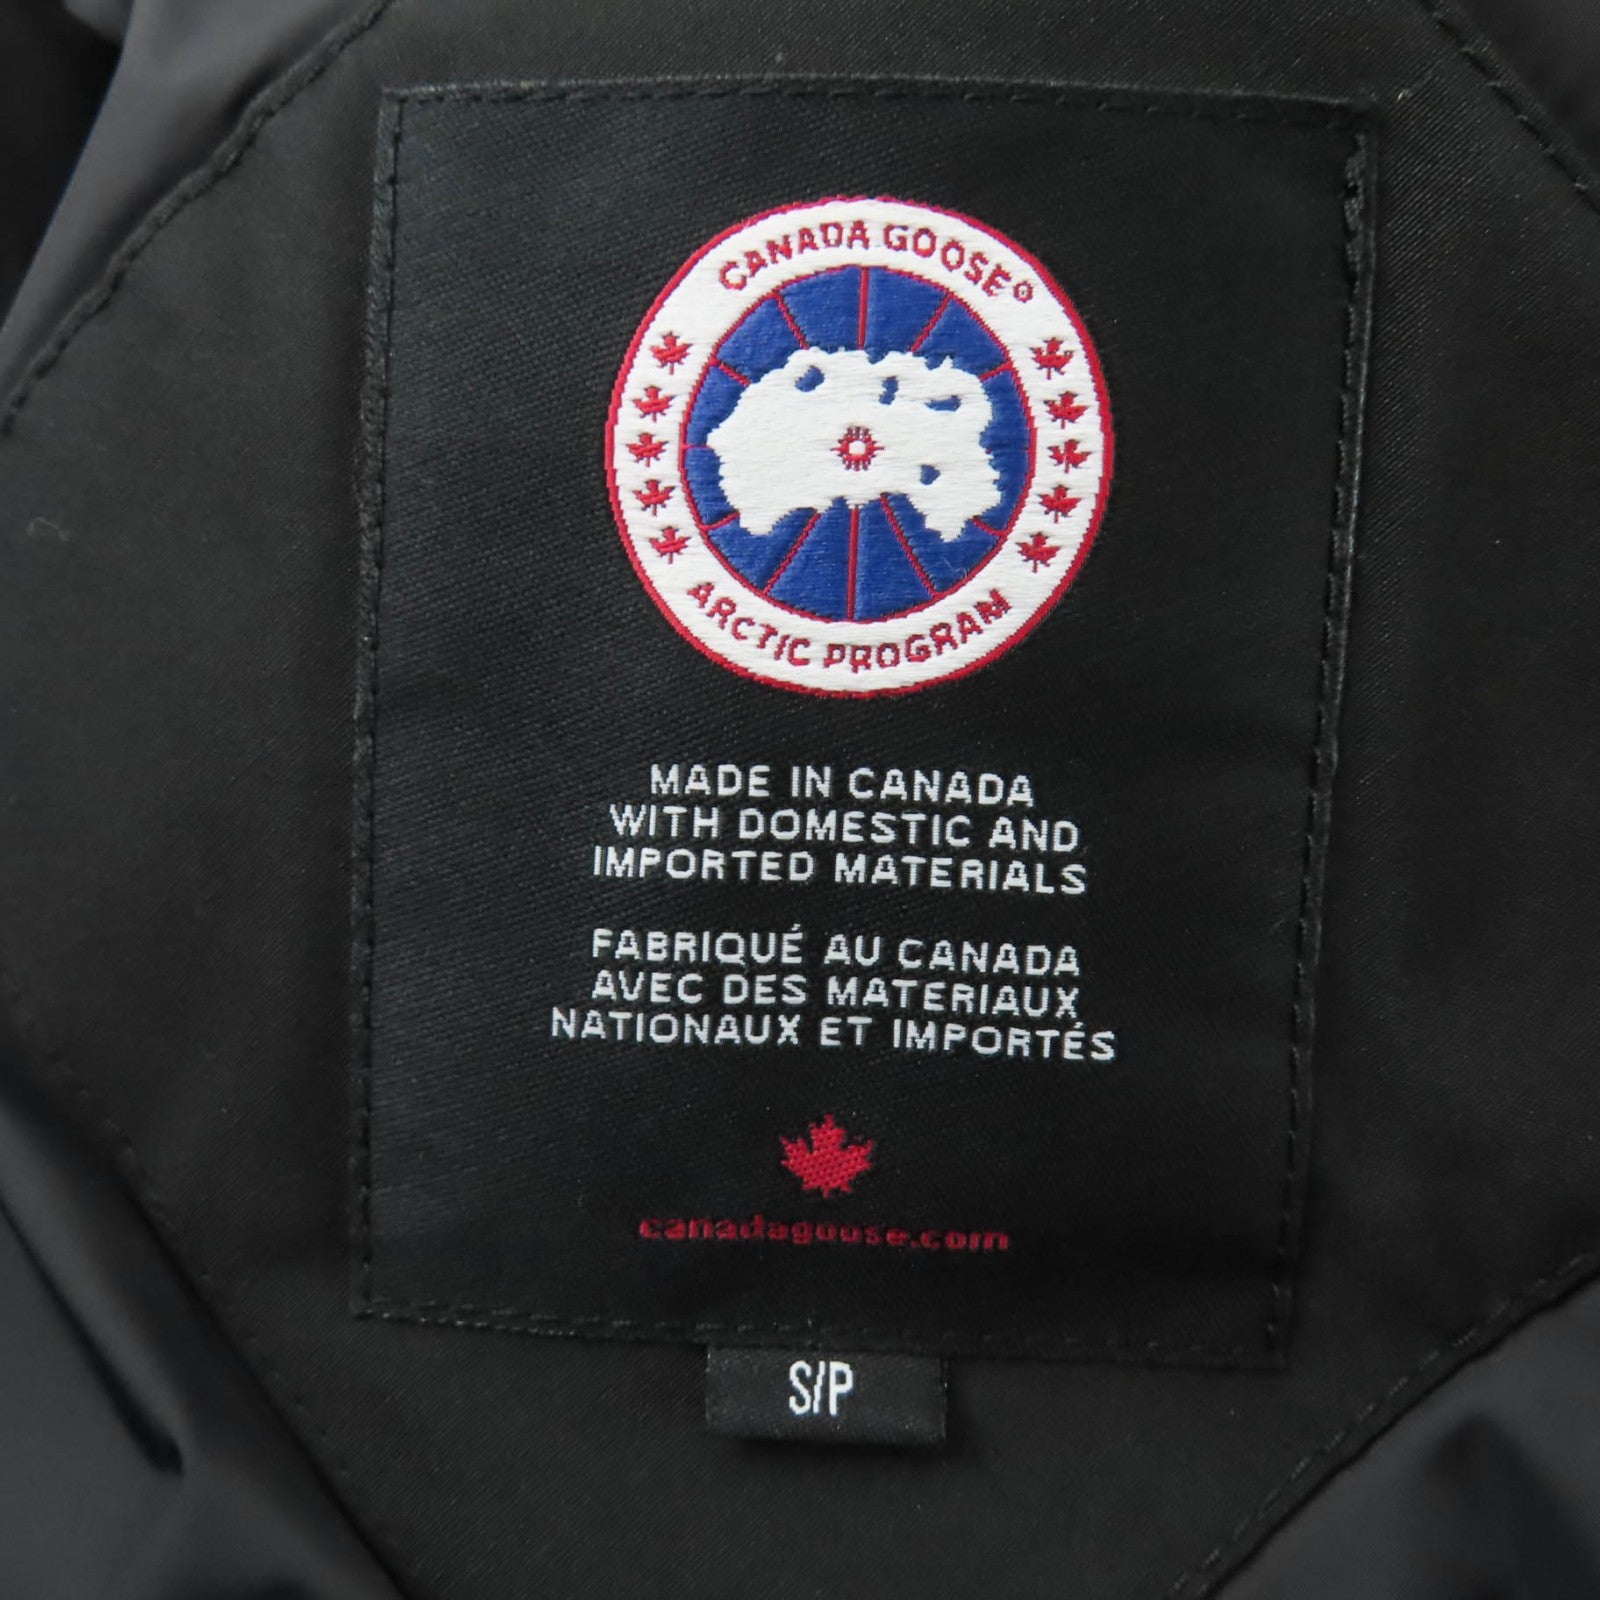 CANADA GOOSE®
ARCTIC PROGRAM
MADE IN CANADA
WITH DOMESTIC AND
IMPORTED MATERIALS
FABRIQUÉ AU CANADA
AVEC DES MATERIAUX
NATIONAUX ET IMPORTÉS
canadagoose.com
S/P